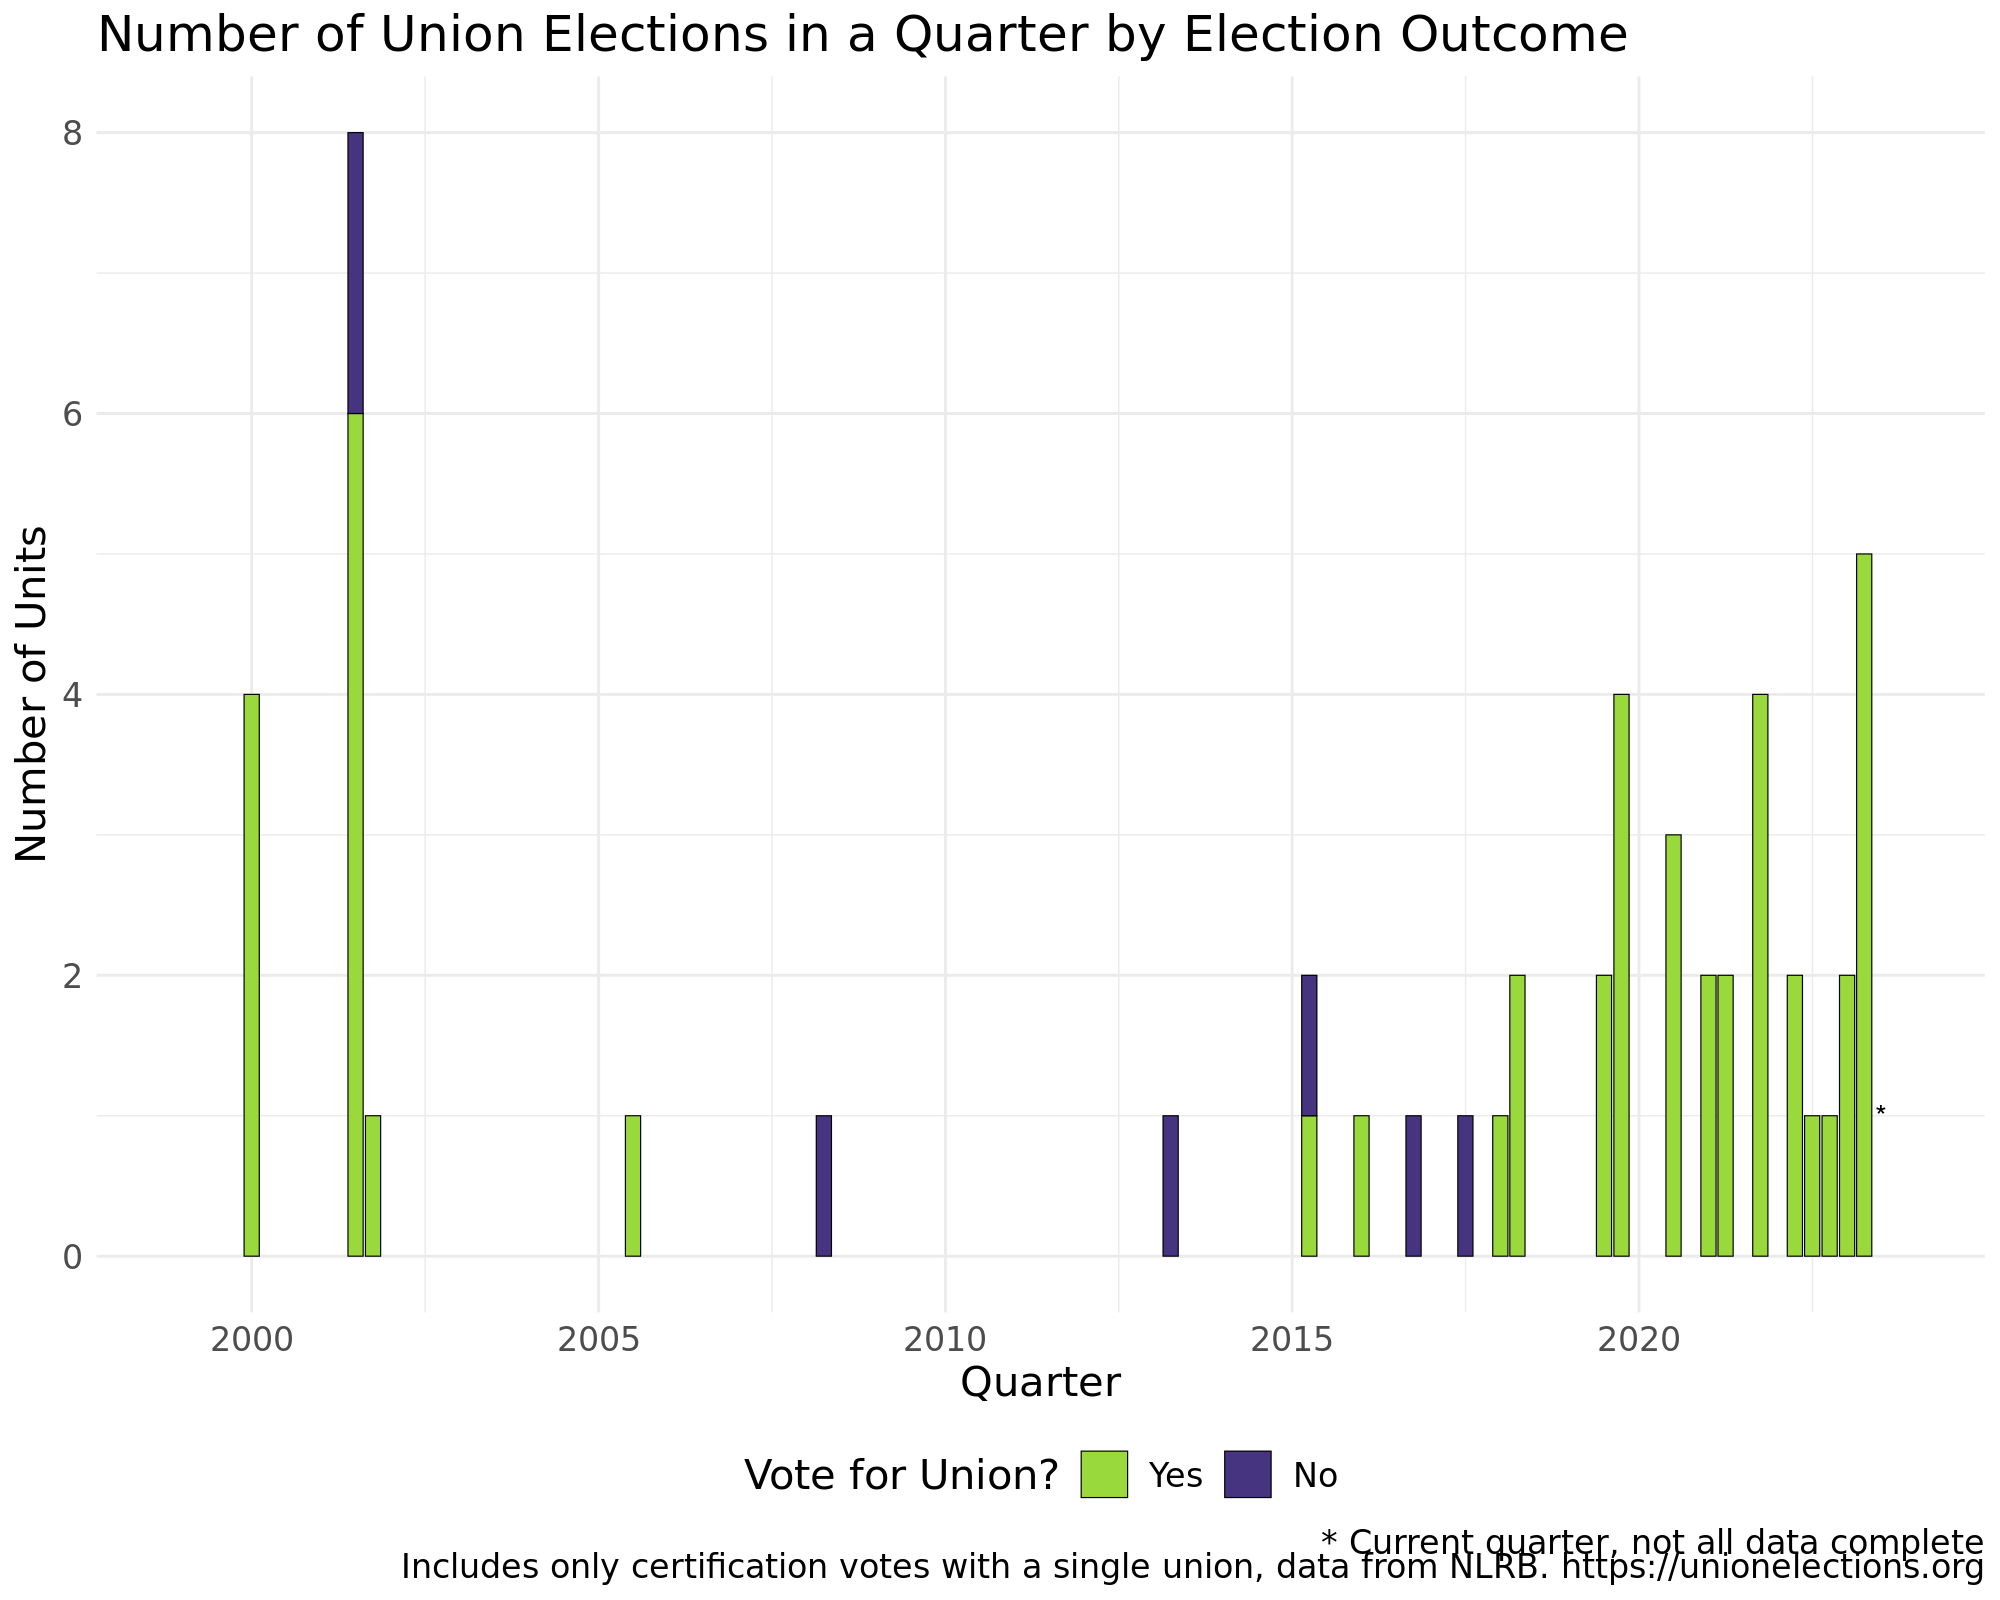 Number of Union Elections in a Quarter by Election Outcome
8
6
4
2
0
Number of Units
*
2000 2005 2010 2015 2020
Quarter
Vote for Union? Yes No
* Current quarter, not all data complete
Includes only certification votes with a single union, data from NLRB. https://unionelections.org